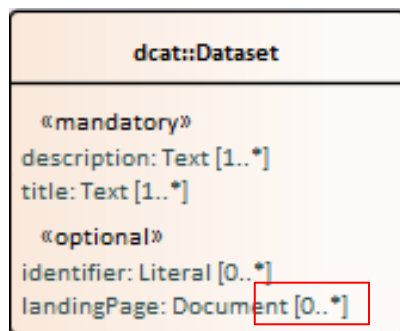 dcat::Dataset
«mandatory»
description: Text [1..*]
title: Text [1..*]
«optional»
identifier: Literal [0..*]
landingPage: Document [0..*]